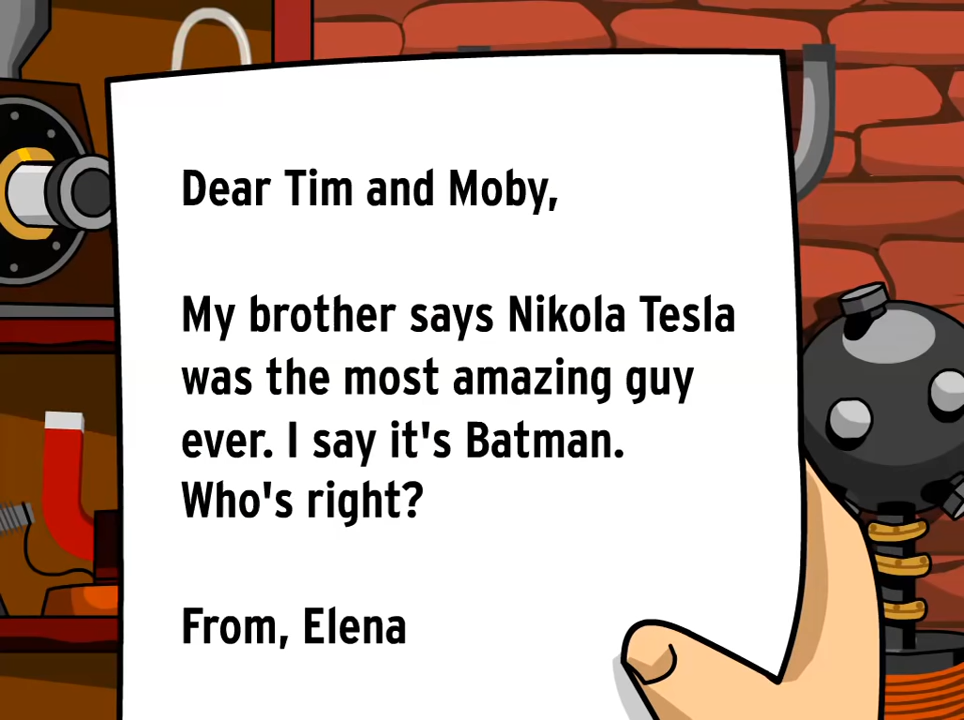 Dear Tim and Moby,
My brother says Nikola Tesla
was the most amazing guy
ever. I say it's Batman.
Who's right?
From, Elena